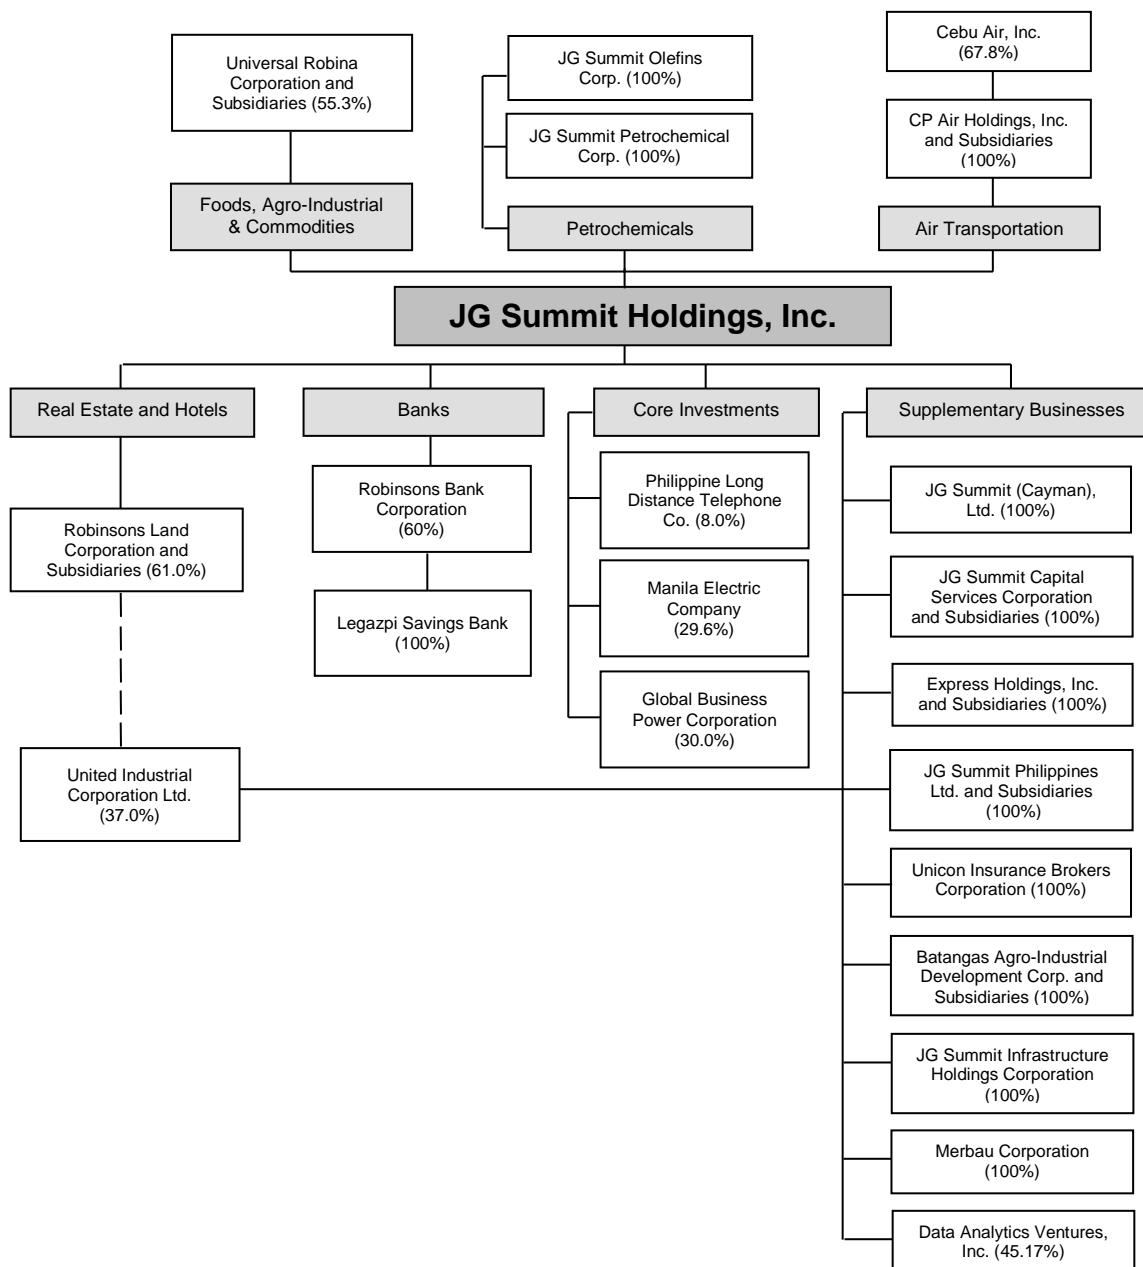 Cebu Air, Inc.
(67.8%)
Universal Robina
Corporation and
Subsidiaries (55.3%)
JG Summit Olefins
Corp. (100%)
JG Summit Petrochemical
Corp. (100%)
CP Air Holdings, Inc.
and Subsidiaries
(100%)
Foods, Agro-Industrial
& Commodities
Petrochemicals
Air Transportation
JG Summit Holdings, Inc.
Real Estate and Hotels
Banks
Core Investments
Supplementary Businesses
Robinsons Land
Corporation and
Subsidiaries (61.0%)
United Industrial
Corporation Ltd.
(37.0%)
Robinsons Bank
Corporation
(60%)
Legazpi Savings Bank
(100%)
Philippine Long
Distance Telephone
Co. (8.0%)
Manila Electric
Company
(29.6%)
Global Business
Power Corporation
(30.0%)
JG Summit (Cayman),
Ltd. (100%)
JG Summit Capital
Services Corporation
and Subsidiaries (100%)
Express Holdings, Inc.
and Subsidiaries (100%)
JG Summit Philippines
Ltd. and Subsidiaries
(100%)
Unicon Insurance Brokers
Corporation (100%)
Batangas Agro-Industrial
Development Corp. and
Subsidiaries (100%)
JG Summit Infrastructure
Holdings Corporation
(100%)
Merbau Corporation
(100%)
Data Analytics Ventures,
Inc. (45.17%)